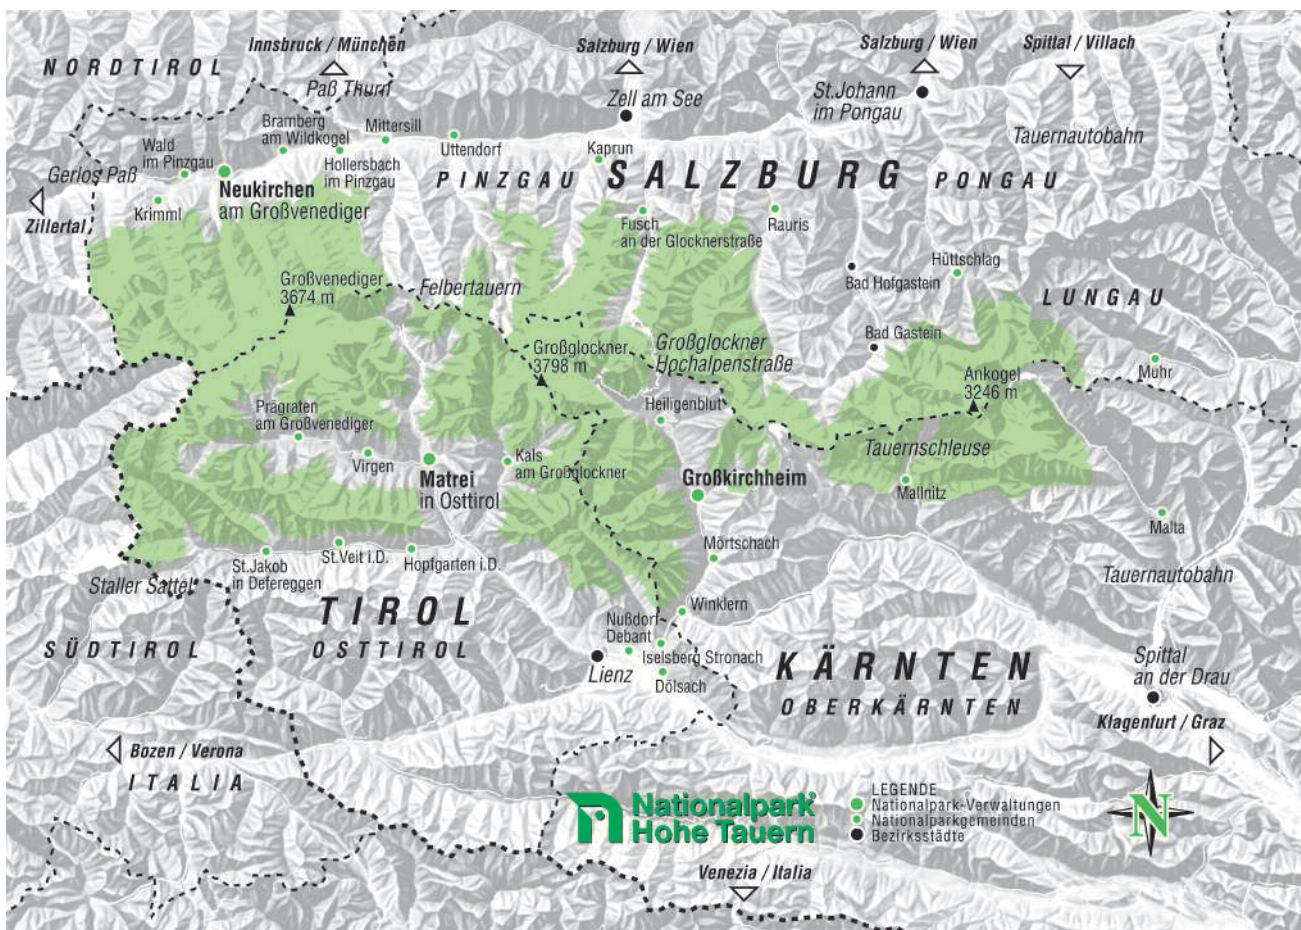 Innsbruck / München
Salzburg / Wien
Salzburg / Wien
Spittal / Villach
NORDTIROL
Paß Thurn
Zell am See
St.Johann
im Pongau
Tauernautobahn
Bramberg
am Wildkogel
Mittersill
Uttendorf
Kaprun
Wald
im Pinzgau
Hollersbach
im Pinzgau
Gerlos Paß
Neukirchen
am Großvenediger
PINZGAU
SALZBURG
PONGAU
Zillertal
Krimml
Fusch
an der Glocknerstraße
Rauris
Hüttschlag
Großvenediger
3674 m
Felbertauern
Bad Hofgastein
LUNGAU
Großglockner
3798 m
Großglockner
Hochalpenstraße
Bad Gastein
Muhr
Ankogel
3246 m
Prägraten
am Großvenediger
Heiligenblut
Tauernschleuse
Virgen
Matrei
in Osttirol
Kals
am Großglockner
Großkirchheim
Mallnitz
Malta
Mörtschach
St.Jakob
in Defereggen
St.Veit i.D.
Hopfgarten i.D.
Staller Sattel
Tauernautobahn
TIROL
OSTTIROL
Winklern
Nußdorf
Debant
SÜDTIROL
Iselsberg Stronach
Lienz
Dölsach
KÄRNTEN
OBERKÄRNTEN
Spittal
an der Drau
Klagenfurt / Graz
Bozen / Verona
ITALIA
Nationalpark®
Hohe Tauern
LEGENDE
Nationalpark-Verwaltungen
Nationalparkgemeinden
Bezirksstädte
N
Venezia / Italia